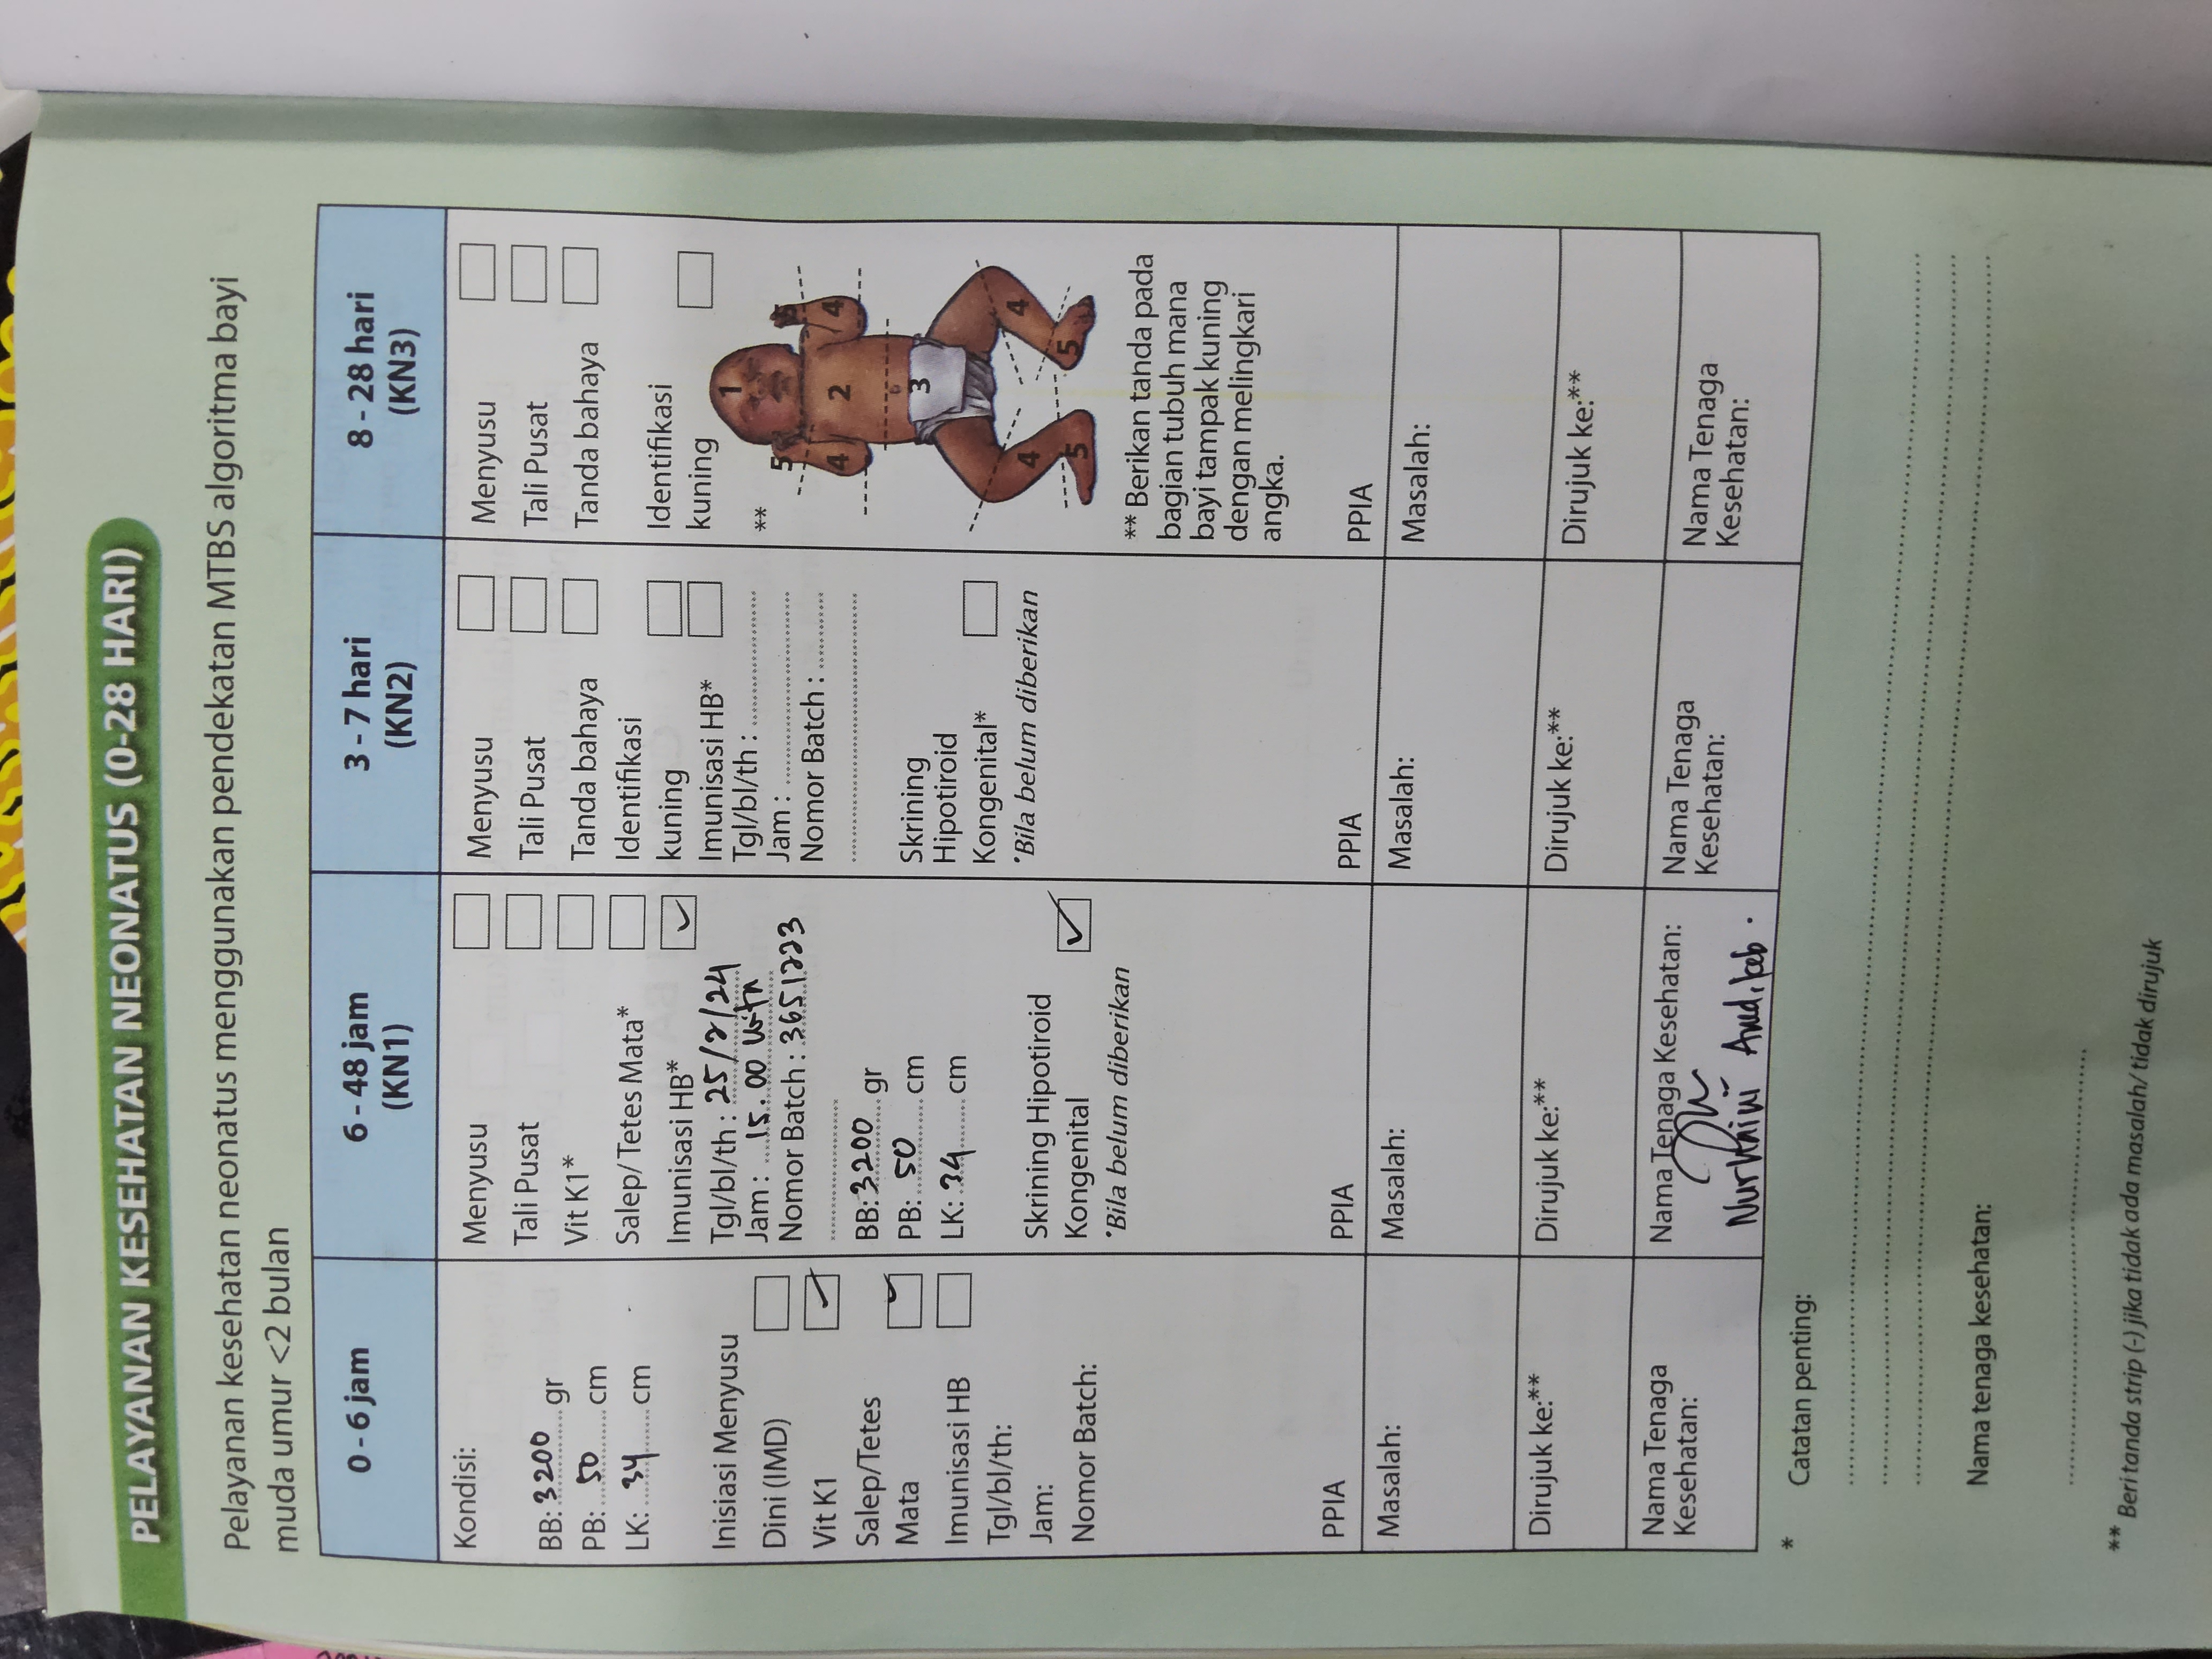 PELAYANAN KESEHATAN NEONATUS (0-28 HARI)
Pelayanan kesehatan neonatus menggunakan pendekatan MTBS algoritma bayi
muda umur <2 bulan
0 - 6 jam
Kondisi:
BB: 3200 gr
PB: 50 cm
LK: 34 cm
Inisiasi Menyusu
Dini (IMD)
Vit K1
Salep/Tetes
Mata
Imunisasi HB
Tgl/bl/th:
Jam:
Nomor Batch:
PPIA
Masalah:
Dirujuk ke:**
Nama Tenaga
Kesehatan:
6 - 48 jam
(KN1)
Menyusu
Tali Pusat
Vit K1*
Salep/ Tetes Mata*
Imunisasi HB*
Tgl/bl/th : 25/2/24
Jam : 15.00 wita
Nomor Batch : 3651223
BB: 3200 gr
PB: 50 cm
LK: 34 cm
Skrining Hipotiroid
Kongenital
*Bila belum diberikan
PPIA
Masalah:
Dirujuk ke:**
Nama Tenaga Kesehatan:
Nurhaini Amd.keb.
3 - 7 hari
(KN2)
Menyusu
Tali Pusat
Tanda bahaya
Identifikasi
kuning
Imunisasi HB*
Tgl/bl/th :
Jam :
Nomor Batch :
Skrining
Hipotiroid
Kongenital*
*Bila belum diberikan
PPIA
Masalah:
Dirujuk ke:**
Nama Tenaga
Kesehatan:
8 - 28 hari
(KN3)
Menyusu
Tali Pusat
Tanda bahaya
Identifikasi
kuning
**
1
5 5
4 2 4
3
4 4
5 5
** Berikan tanda pada
bagian tubuh mana
bayi tampak kuning
dengan melingkari
angka.
PPIA
Masalah:
Dirujuk ke:**
Nama Tenaga
Kesehatan:
* Catatan penting:
Nama tenaga kesehatan:
** Beri tanda strip (-) jika tidak ada masalah/ tidak dirujuk